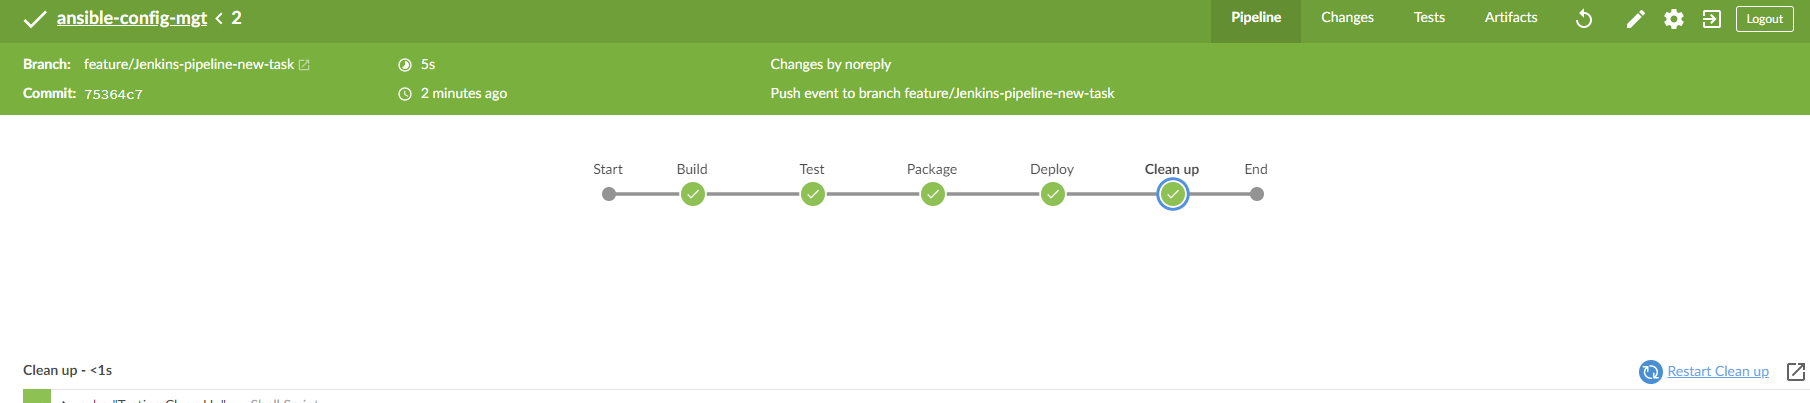 ansible-config-mgt < 2
Pipeline Changes Tests Artifacts Logout
Branch: feature/Jenkins-pipeline-new-task 5s Changes by noreply
Commit: 75364c7 2 minutes ago Push event to branch feature/Jenkins-pipeline-new-task
Start Build Test Package Deploy Clean up End
Clean up - <1s Restart Clean up